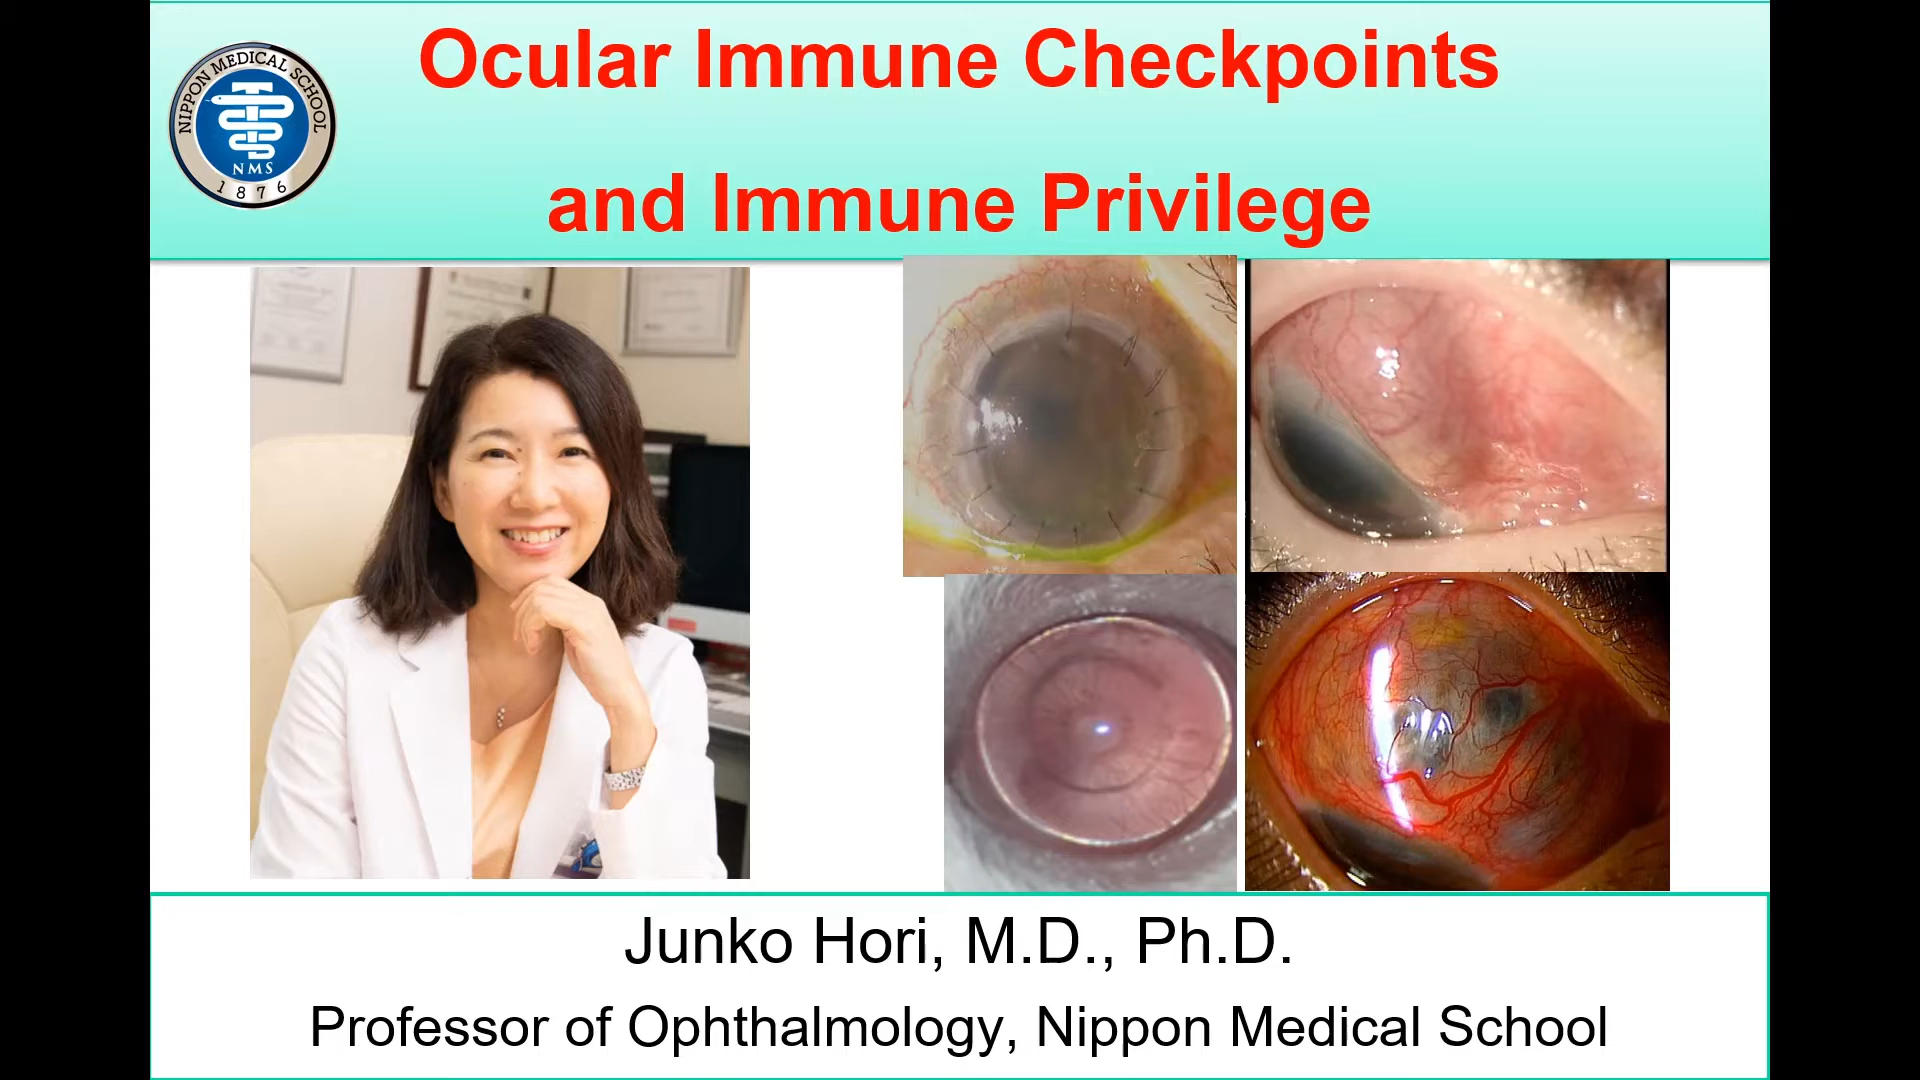 Ocular Immune Checkpoints
and Immune Privilege
NIPPON MEDICAL SCHOOL
NMS
1876
Junko Hori, M.D., Ph.D.
Professor of Ophthalmology, Nippon Medical School